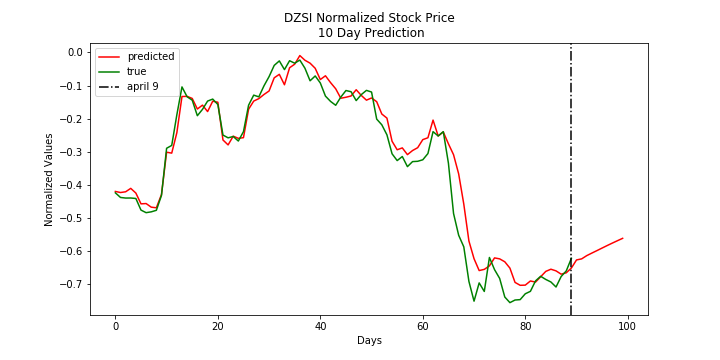 DZSI Normalized Stock Price
10 Day Prediction
predicted
true
april 9
Normalized Values
0.0
−0.1
−0.2
−0.3
−0.4
−0.5
−0.6
−0.7
0 20 40 60 80 100
Days